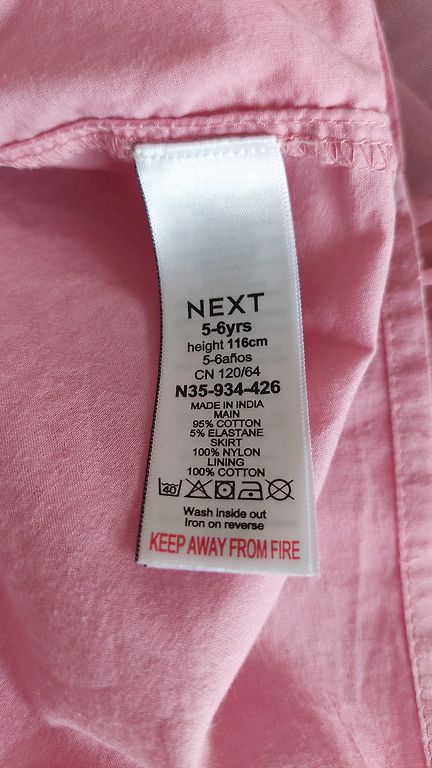 NEXT
5-6yrs
height 116cm
5-6años
CN 120/64
N35-934-426
MADE IN INDIA
MAIN
95% COTTON
5% ELASTANE
SKIRT
100% NYLON
LINING
100% COTTON
40
Wash inside out
Iron on reverse
KEEP AWAY FROM FIRE